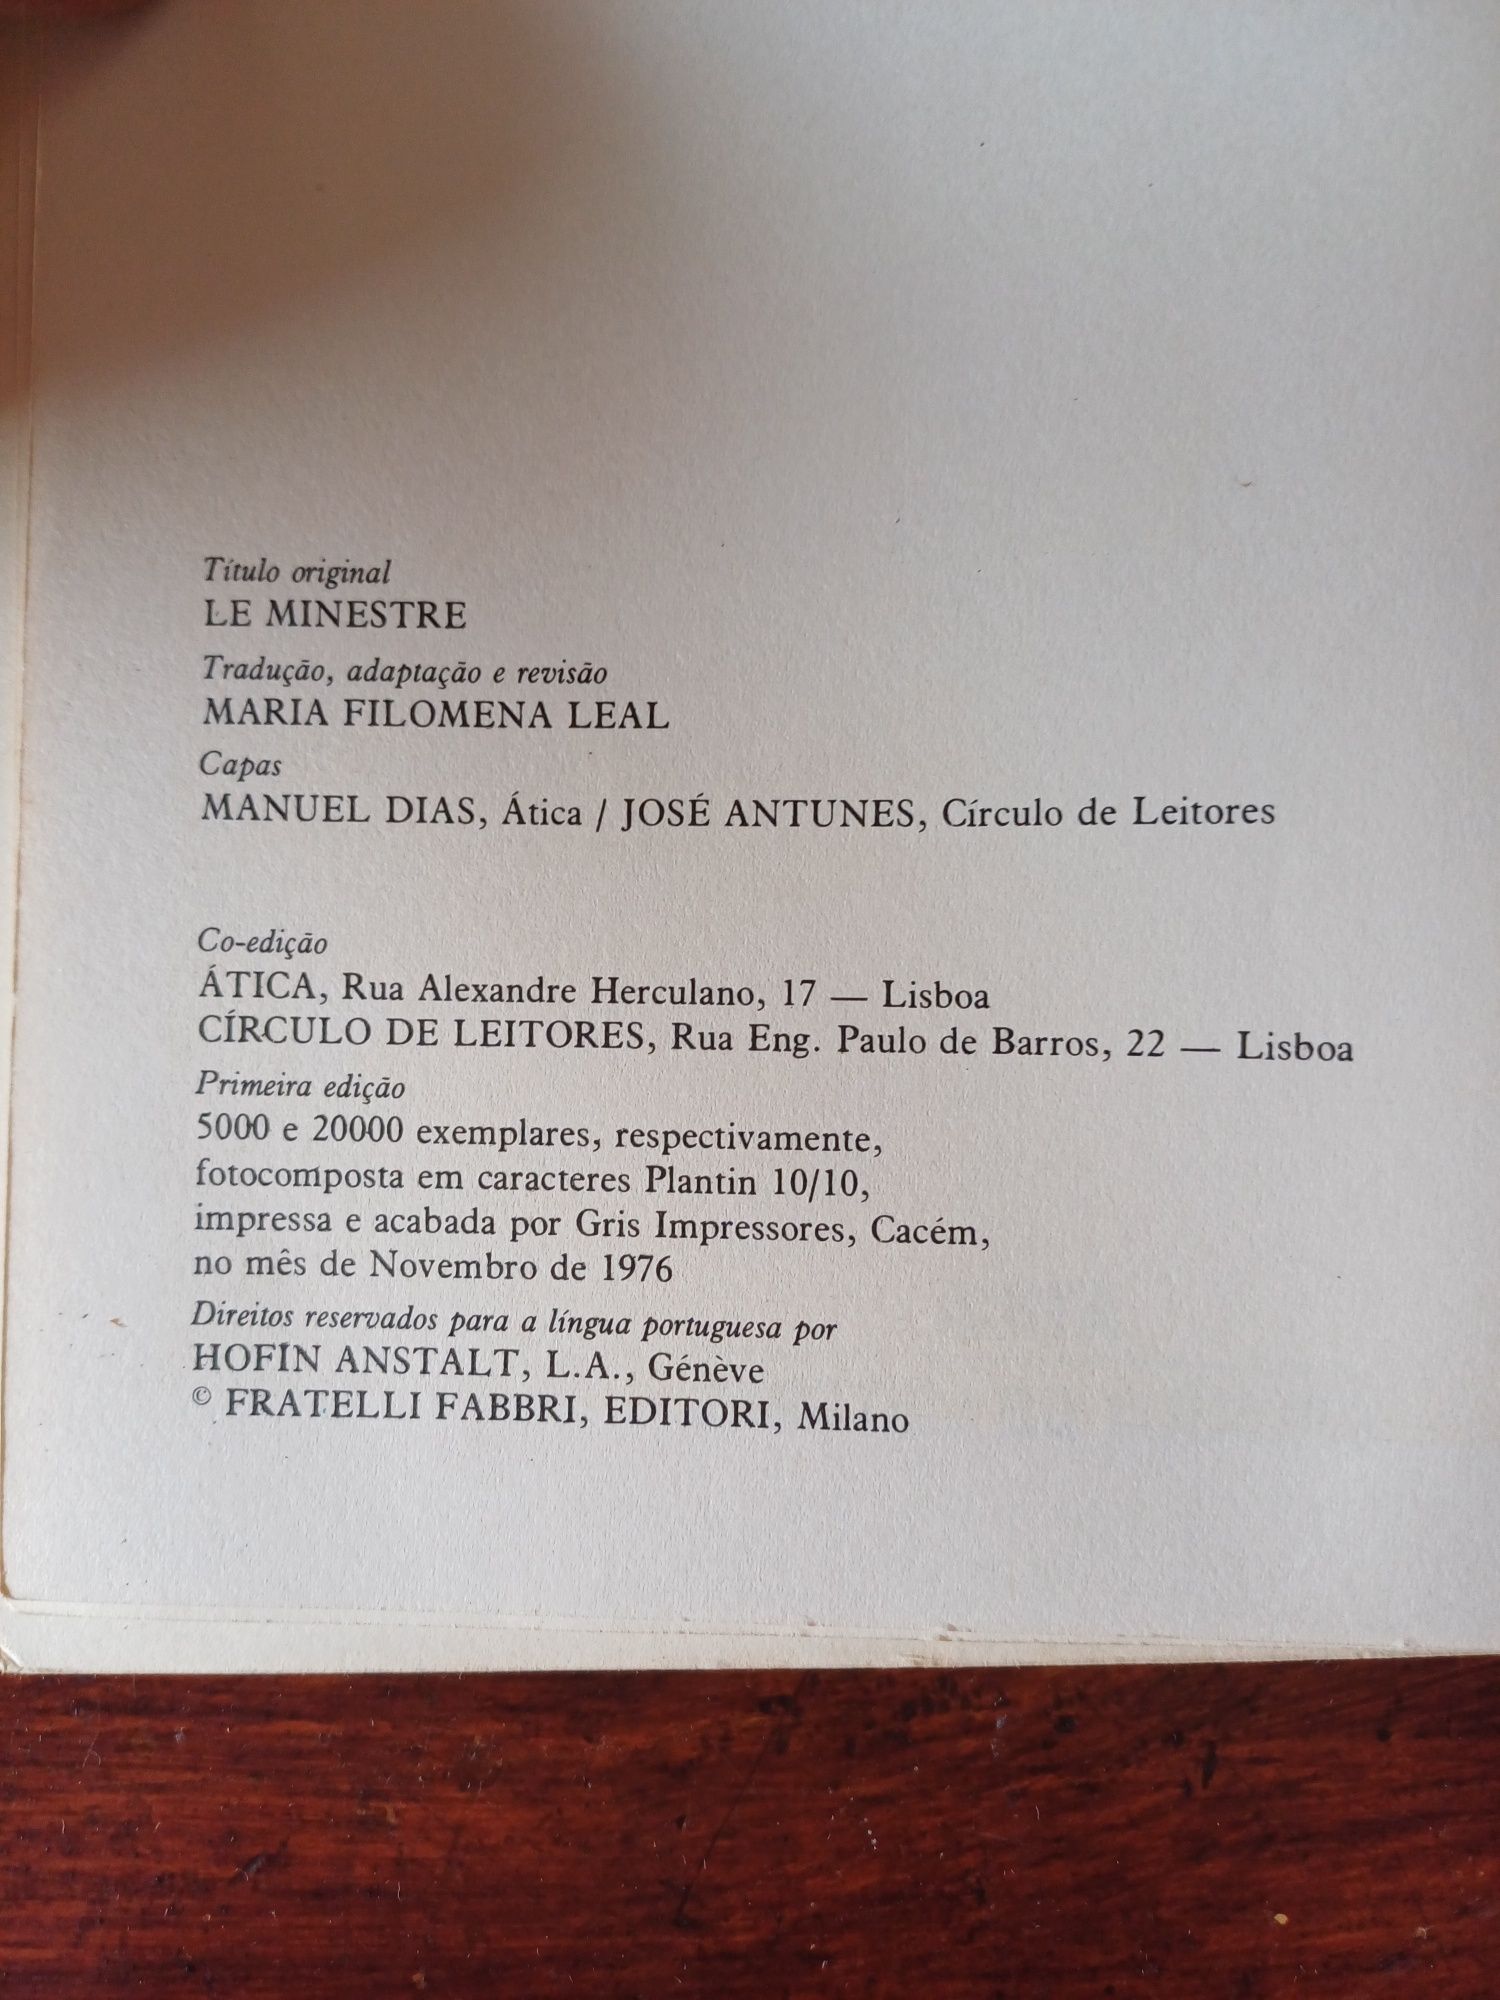 Título original
LE MINESTRE
Tradução, adaptação e revisão
MARIA FILOMENA LEAL
Capas
MANUEL DIAS, Ática / JOSÉ ANTUNES, Círculo de Leitores
Co-edição
ÁTICA, Rua Alexandre Herculano, 17 — Lisboa
CÍRCULO DE LEITORES, Rua Eng. Paulo de Barros, 22 — Lisboa
Primeira edição
5000 e 20000 exemplares, respectivamente,
fotocomposta em caracteres Plantin 10/10,
impressa e acabada por Gris Impressores, Cacém,
no mês de Novembro de 1976
Direitos reservados para a língua portuguesa por
HOFIN ANSTALT, L.A., Génève
© FRATELLI FABBRI, EDITORI, Milano